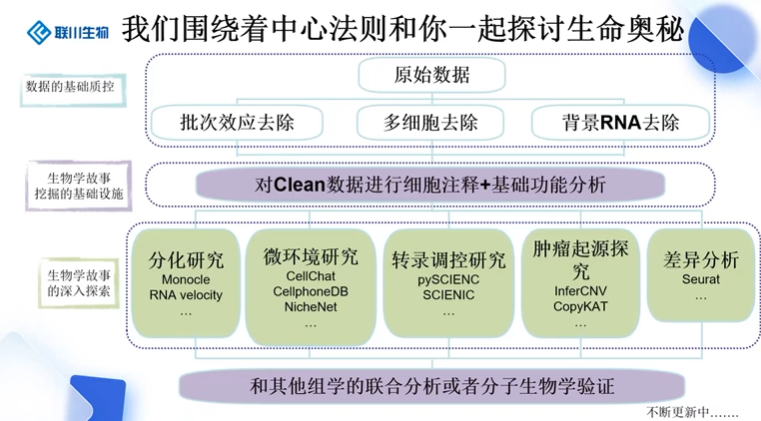 联川生物
我们围绕着中心法则和你一起探讨生命奥秘
数据的基础质控
原始数据
批次效应去除
多细胞去除
背景RNA去除
生物学故事
挖掘的基础设施
对Clean数据进行细胞注释+基础功能分析
生物学故事
的深入探索
分化研究
Monocle
RNA velocity
...
微环境研究
CellChat
CellphoneDB
NicheNet
...
转录调控研究
pySCIENC
SCIENIC
...
肿瘤起源探
究
InferCNV
CopyKAT
...
差异分析
Seurat
...
和其他组学的联合分析或者分子生物学验证
不断更新中.......